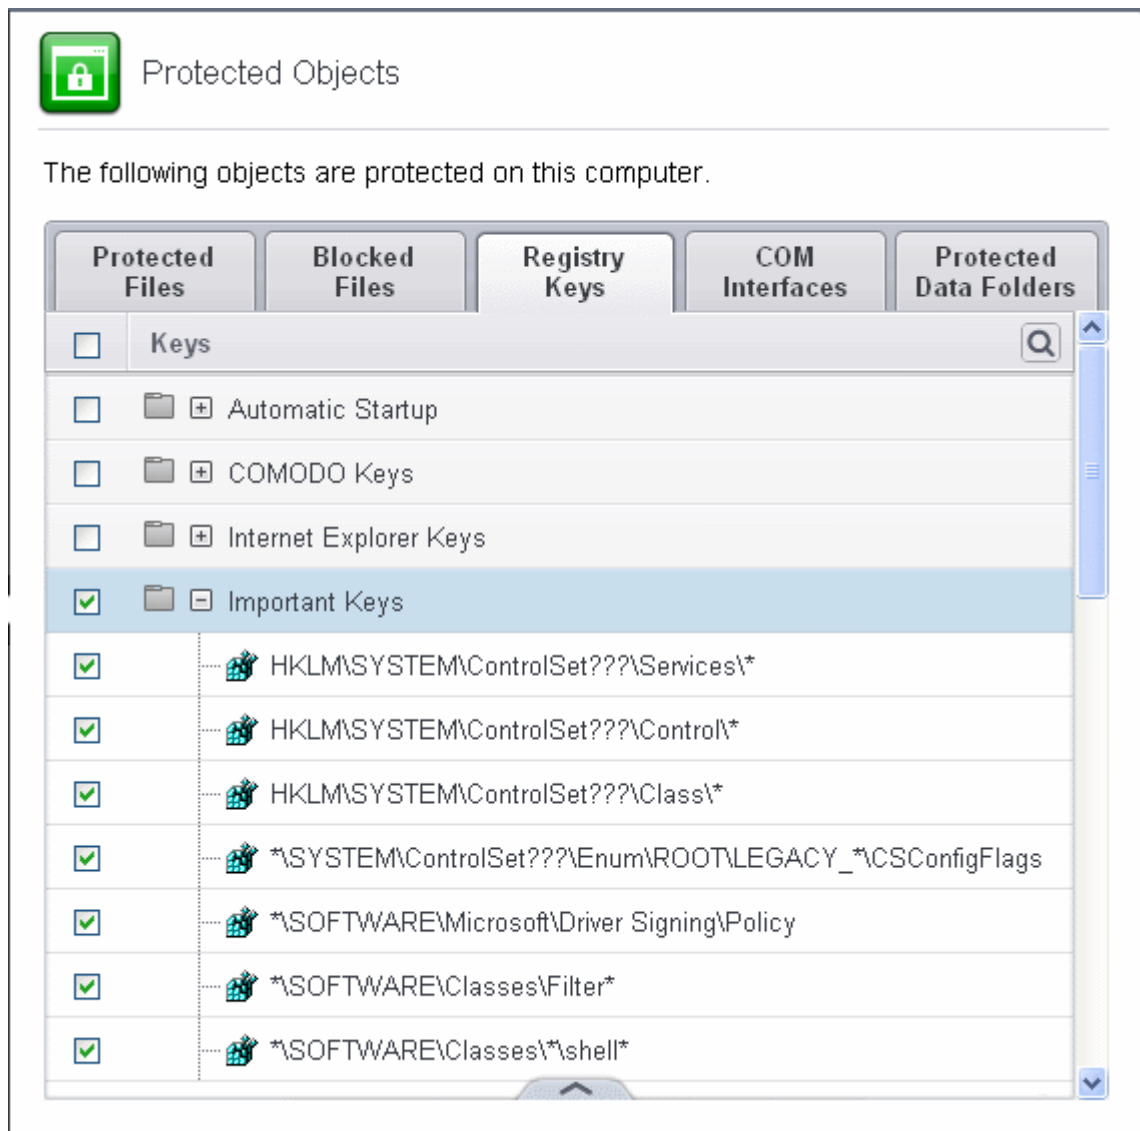 Protected Objects
The following objects are protected on this computer.
Protected Files
Blocked Files
Registry Keys
COM Interfaces
Protected Data Folders
Keys
Automatic Startup
COMODO Keys
Internet Explorer Keys
Important Keys
HKLM\SYSTEM\ControlSet???\Services\*
HKLM\SYSTEM\ControlSet???\Control\*
HKLM\SYSTEM\ControlSet???\Class\*
*\SYSTEM\ControlSet???\Enum\ROOT\LEGACY_*\CSConfigFlags
*\SOFTWARE\Microsoft\Driver Signing\Policy
*\SOFTWARE\Classes\Filter*
*\SOFTWARE\Classes\*\shell*